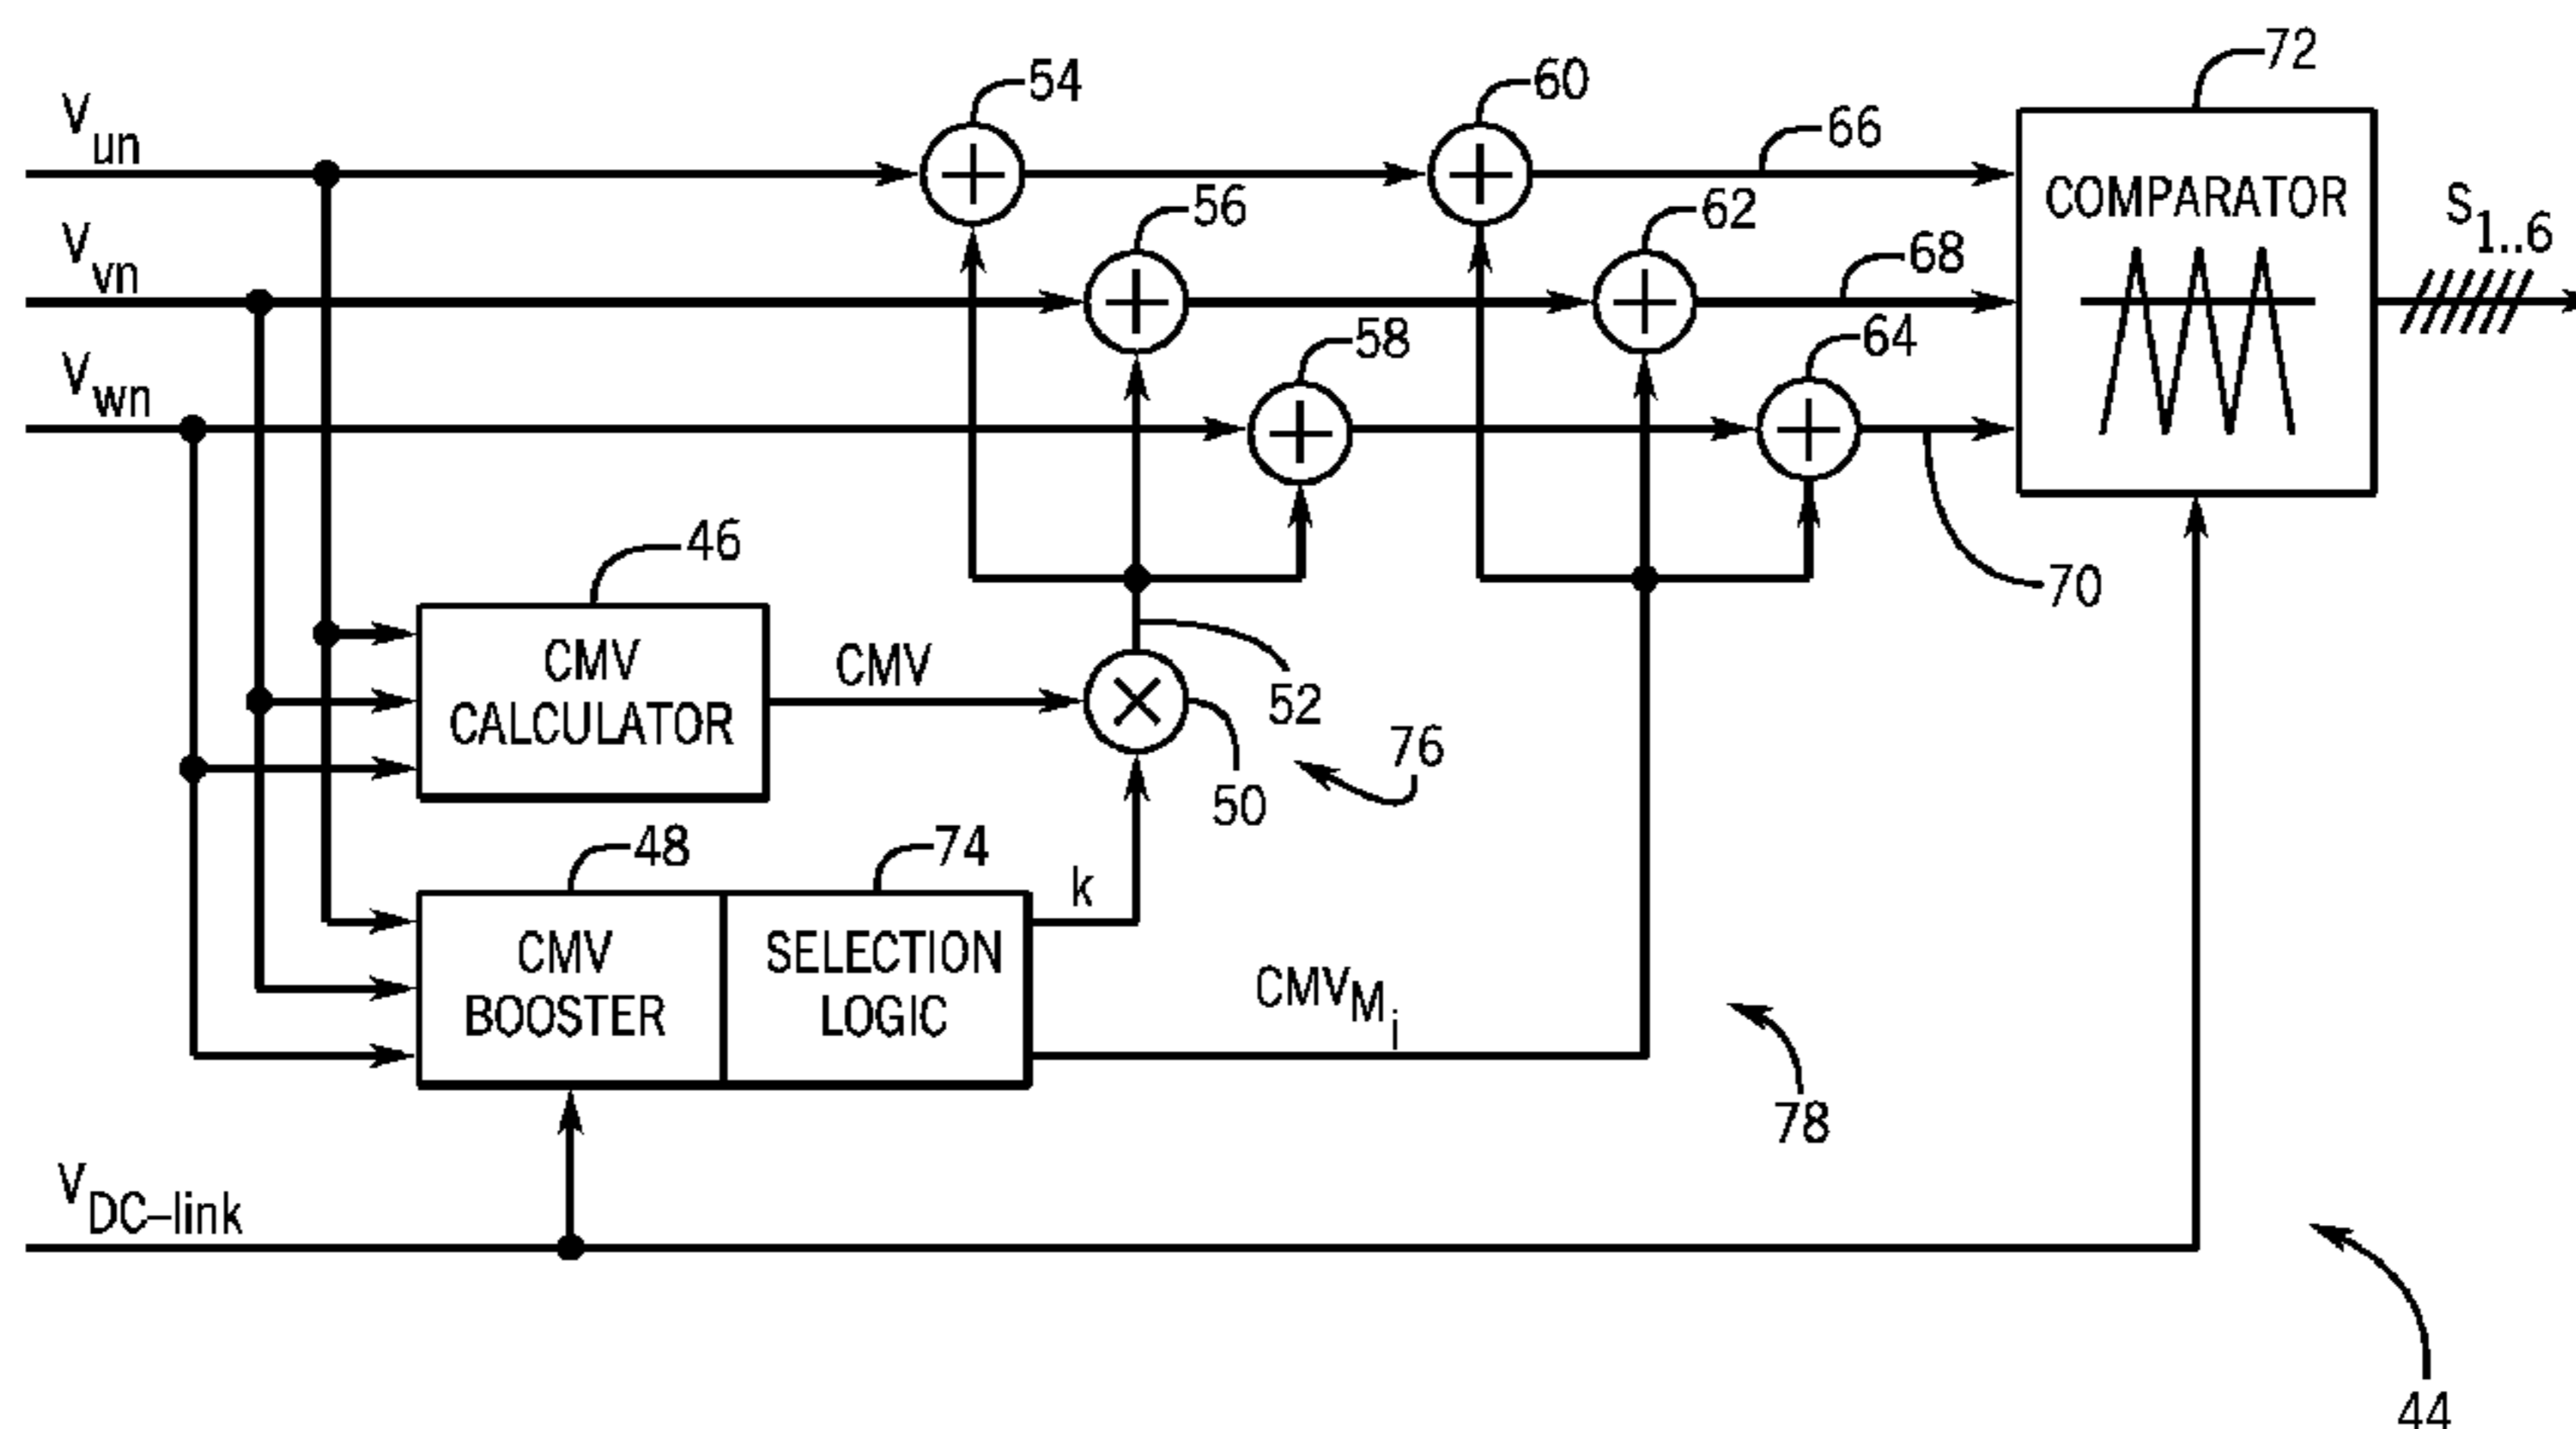 72
54
60
Vun
66
56
62
COMPARATOR
S1..6
Vvn
68
58
64
Vwn
46
70
CMV
CALCULATOR
CMV
52
76
50
48
74
k
CMV
BOOSTER
SELECTION
LOGIC
CMVMi
78
VDC–link
44